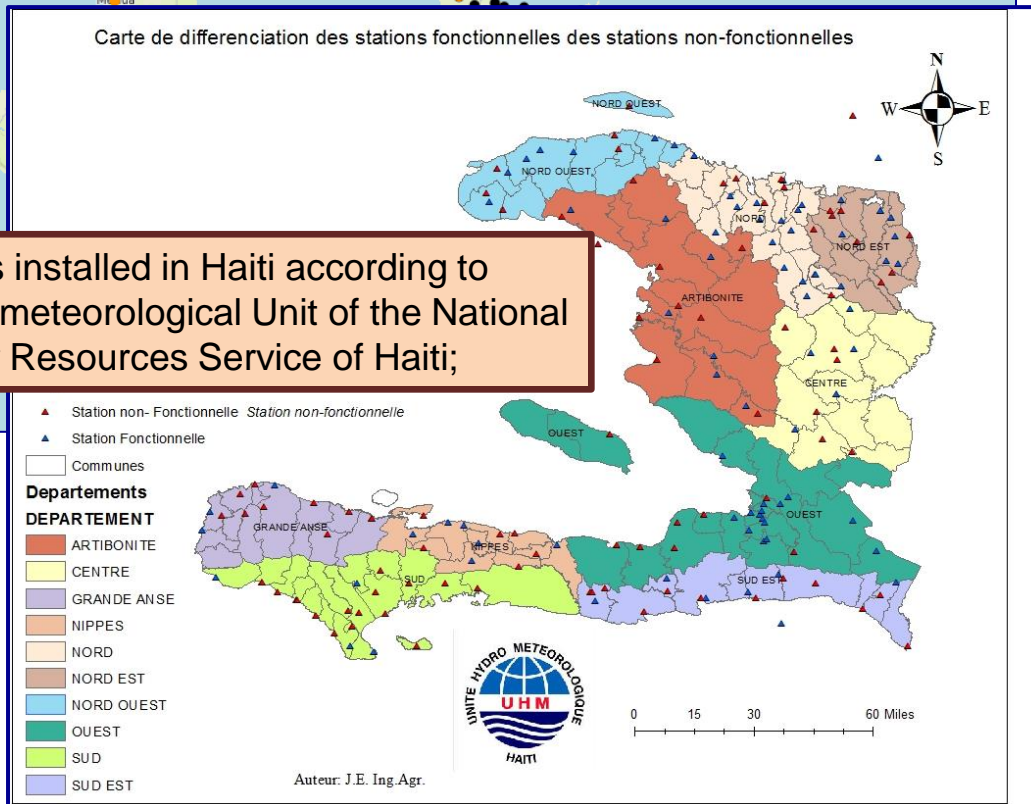 Carte de differenciation des stations fonctionnelles des stations non-fonctionnelles
N
W
E
S
NORD OUEST
NORD OUEST
NORD
NORD EST
s installed in Haiti according to
meteorological Unit of the National
Resources Service of Haiti;
ARTIBONITE
CENTRE
Station non- Fonctionnelle Station non-fonctionnelle
Station Fonctionnelle
Communes
Departements
DEPARTEMENT
ARTIBONITE
CENTRE
GRANDE ANSE
NIPPES
NORD
NORD EST
NORD OUEST
OUEST
SUD
SUD EST
OUEST
OUEST
GRANDE ANSE
NIPPES
SUD
SUD EST
UNITE HYDRO METEOROLOGIQUE
UHM
HAITI
0 15 30 60 Miles
Auteur: J.E. Ing.Agr.